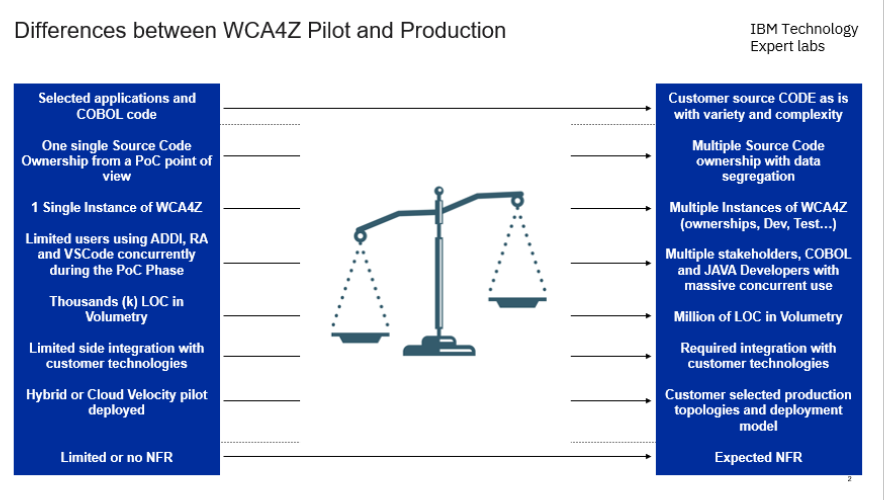 Differences between WCA4Z Pilot and Production
IBM Technology
Expert labs
Selected applications and
COBOL code
One single Source Code
Ownership from a PoC point of
view
1 Single Instance of WCA4Z
Limited users using ADDI, RA
and VSCode concurrently
during the PoC Phase
Thousands (k) LOC in
Volumetry
Limited side integration with
customer technologies
Hybrid or Cloud Velocity pilot
deployed
Limited or no NFR
Customer source CODE as is
with variety and complexity
Multiple Source Code
ownership with data
segregation
Multiple Instances of WCA4Z
(ownerships, Dev, Test…)
Multiple stakeholders, COBOL
and JAVA Developers with
massive concurrent use
Million of LOC in Volumetry
Required integration with
customer technologies
Customer selected production
topologies and deployment
model
Expected NFR
2